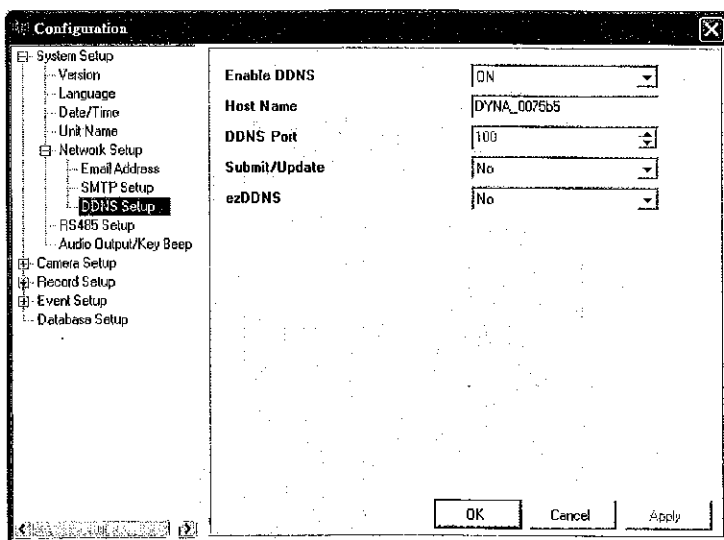 Configuration
System Setup
Version
Language
Date/Time
Unit Name
Network Setup
Email Address
SMTP Setup
DDNS Setup
RS485 Setup
Audio Output/Key Beep
Camera Setup
Record Setup
Event Setup
Database Setup
Enable DDNS ON
Host Name DYNA_0075b5
DDNS Port 100
Submit/Update No
ezDDNS No
OK Cancel Apply